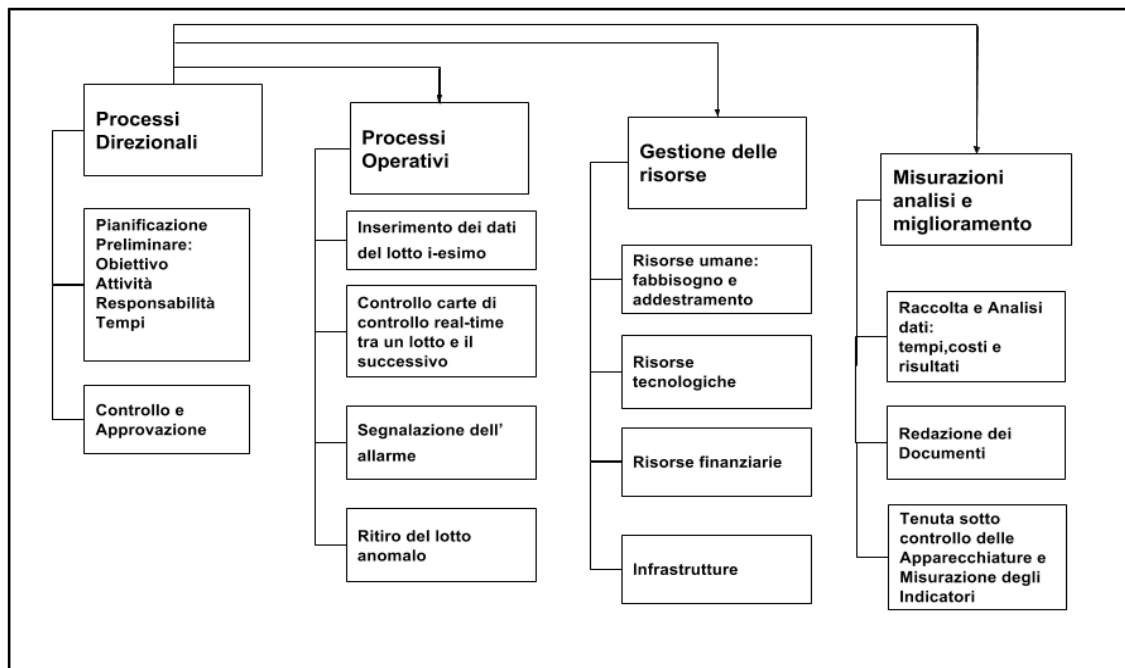 Processi
Direzionali
Pianificazione
Preliminare:
Obiettivo
Attività
Responsabilità
Tempi
Controllo e
Approvazione
Processi
Operativi
Inserimento dei dati
del lotto i-esimo
Controllo carte di
controllo real-time
tra un lotto e il
successivo
Segnalazione dell'
allarme
Ritiro del lotto
anomalo
Gestione delle
risorse
Risorse umane:
fabbisogno e
addestramento
Risorse
tecnologiche
Risorse finanziarie
Infrastrutture
Misurazioni
analisi e
miglioramento
Raccolta e Analisi
dati:
tempi,costi e
risultati
Redazione dei
Documenti
Tenuta sotto
controllo delle
Apparecchiature e
Misurazione degli
Indicatori